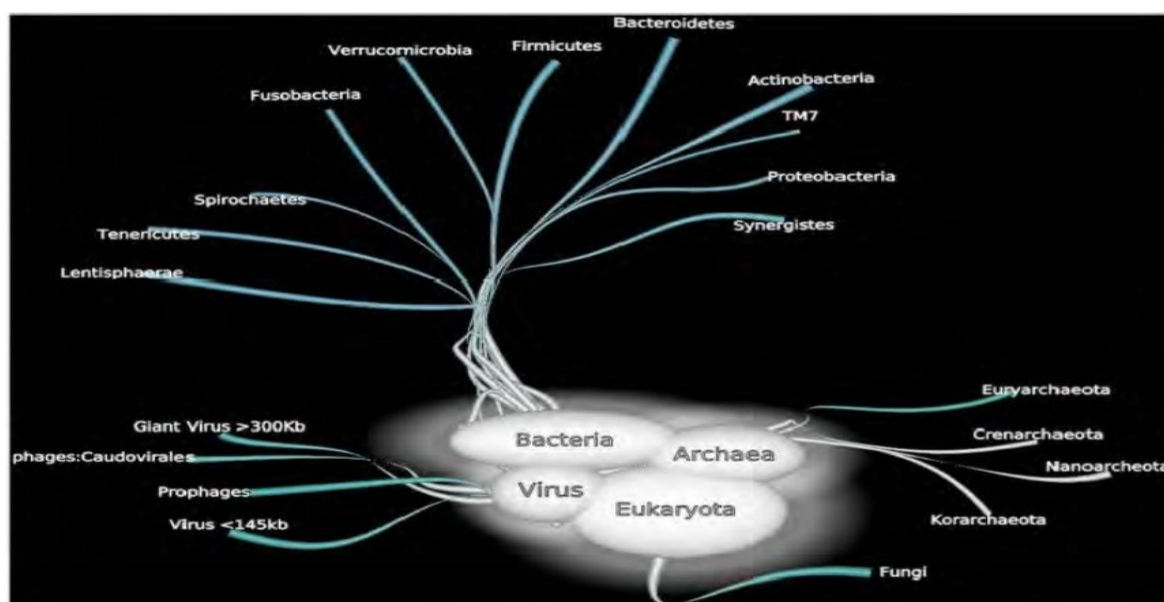 Bacteroidetes
Firmicutes
Verrucomicrobia
Actinobacteria
Fusobacteria
TM7
Proteobacteria
Spirochaetes
Synergistes
Tenericutes
Lentisphaerae
Euryarchaeota
Giant Virus >300Kb
Crenarchaeota
Bacteria
Archaea
phages:Caudovirales
Nanoarcheota
Prophages
Virus
Eukaryota
Virus <145kb
Korarchaeota
Fungi